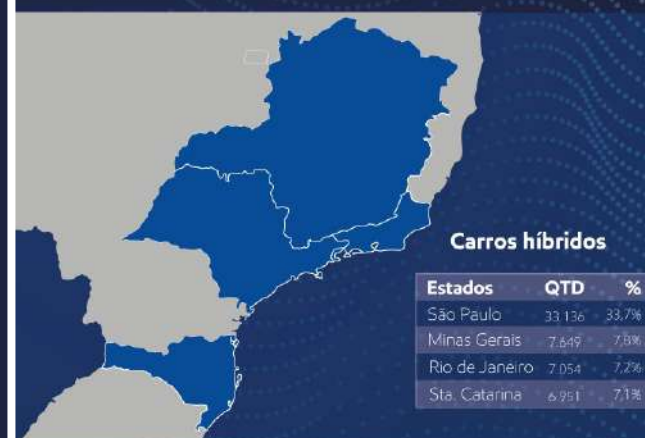 Carros híbridos
Estados QTD %
São Paulo 33.136 33,7%
Minas Gerais 7.649 7,8%
Rio de Janeiro 7.054 7,2%
Sta. Catarina 6.951 7,1%